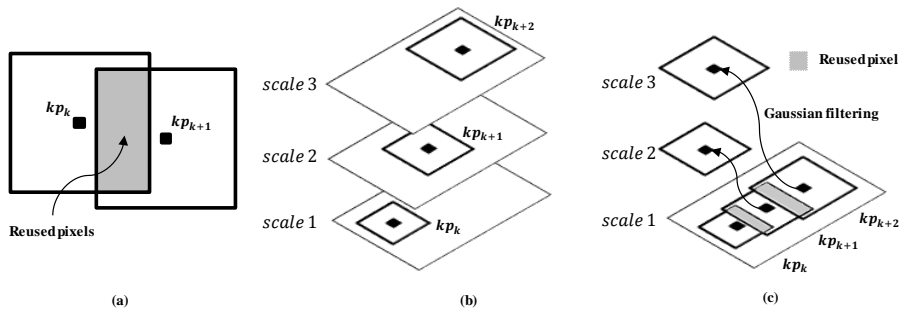 kp_k
kp_{k+1}
Reused pixels
(a)
kp_{k+2}
scale 3
kp_{k+1}
scale 2
scale 1
kp_k
(b)
Reused pixel
scale 3
Gaussian filtering
scale 2
scale 1
kp_{k+2}
kp_{k+1}
kp_k
(c)